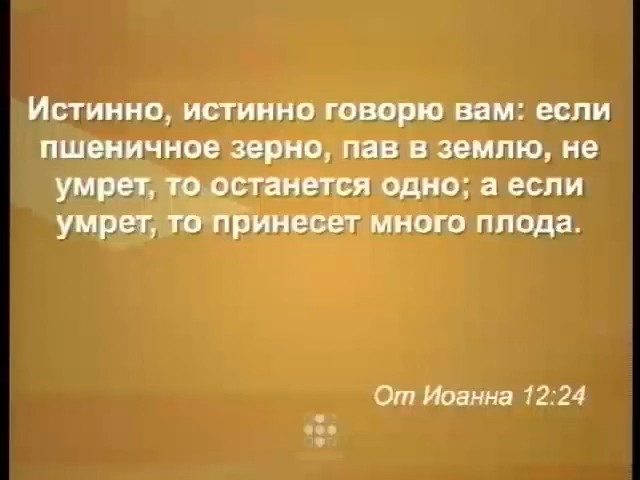 Истинно, истинно говорю вам: если
пшеничное зерно, пав в землю, не
умрет, то останется одно; а если
умрет, то принесет много плода.
От Иоанна 12:24